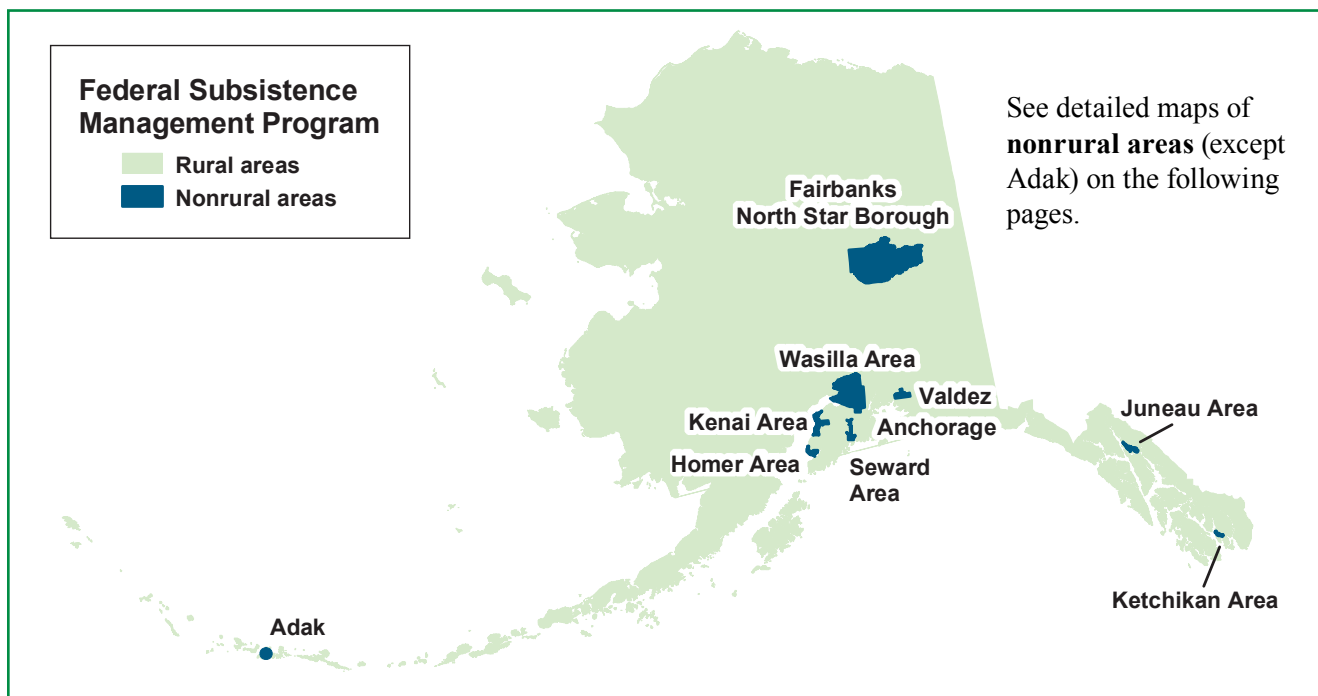 Federal Subsistence
Management Program
Rural areas
Nonrural areas
See detailed maps of
nonrural areas (except
Adak) on the following
pages.
Fairbanks
North Star Borough
Wasilla Area
Valdez
Kenai Area
Anchorage
Homer Area
Seward
Area
Juneau Area
Ketchikan Area
Adak